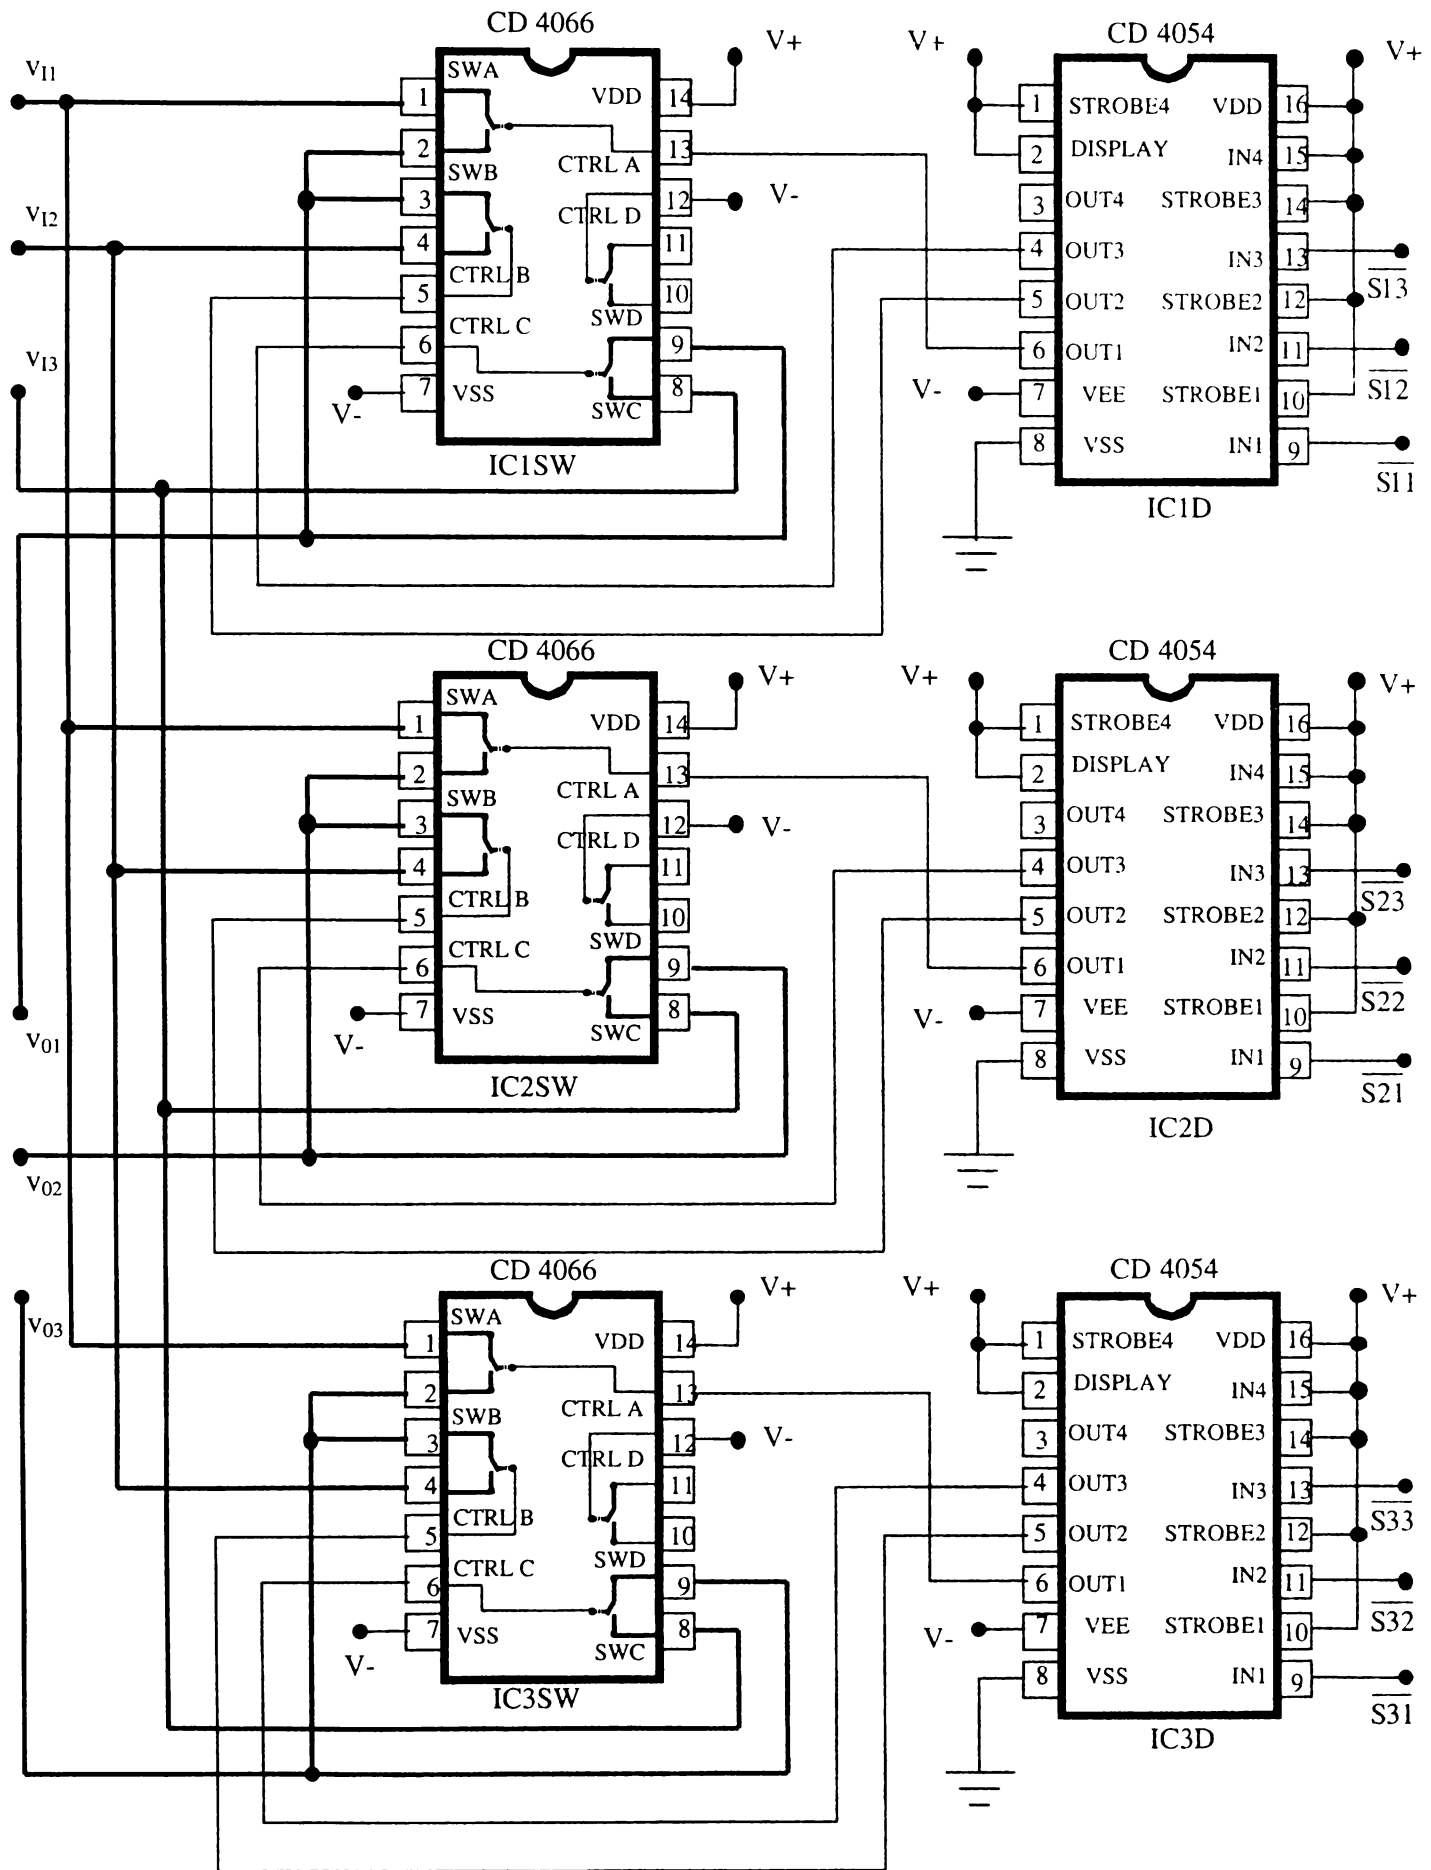 CD 4066
CD 4054
V+
V+
V+
vI1
SWA
1
VDD
14
1
STROBE4
VDD
16
2
CTRL A
13
2
DISPLAY
IN4
15
SWB
3
CTRL D
12
V-
3
OUT4
STROBE3
14
vI2
4
11
4
OUT3
IN3
13
S13
CTRL B
5
10
5
OUT2
STROBE2
12
SWD
CTRL C
6
9
6
OUT1
IN2
11
S12
vI3
7
VSS
SWC
8
V-
V-
7
VEE
STROBE1
10
8
VSS
IN1
9
S11
IC1SW
IC1D
CD 4066
CD 4054
V+
V+
V+
SWA
1
VDD
14
1
STROBE4
VDD
16
2
CTRL A
13
2
DISPLAY
IN4
15
SWB
3
CTRL D
12
V-
3
OUT4
STROBE3
14
4
11
4
OUT3
IN3
13
S23
CTRL B
5
10
5
OUT2
STROBE2
12
SWD
CTRL C
6
9
6
OUT1
IN2
11
S22
7
VSS
SWC
8
V-
V-
7
VEE
STROBE1
10
v01
8
VSS
IN1
9
S21
IC2SW
IC2D
v02
CD 4066
CD 4054
V+
V+
V+
v03
SWA
1
VDD
14
1
STROBE4
VDD
16
2
CTRL A
13
2
DISPLAY
IN4
15
SWB
3
CTRL D
12
V-
3
OUT4
STROBE3
14
4
11
4
OUT3
IN3
13
S33
CTRL B
5
10
5
OUT2
STROBE2
12
SWD
CTRL C
6
9
6
OUT1
IN2
11
S32
7
VSS
SWC
8
V-
V-
7
VEE
STROBE1
10
8
VSS
IN1
9
S31
IC3SW
IC3D